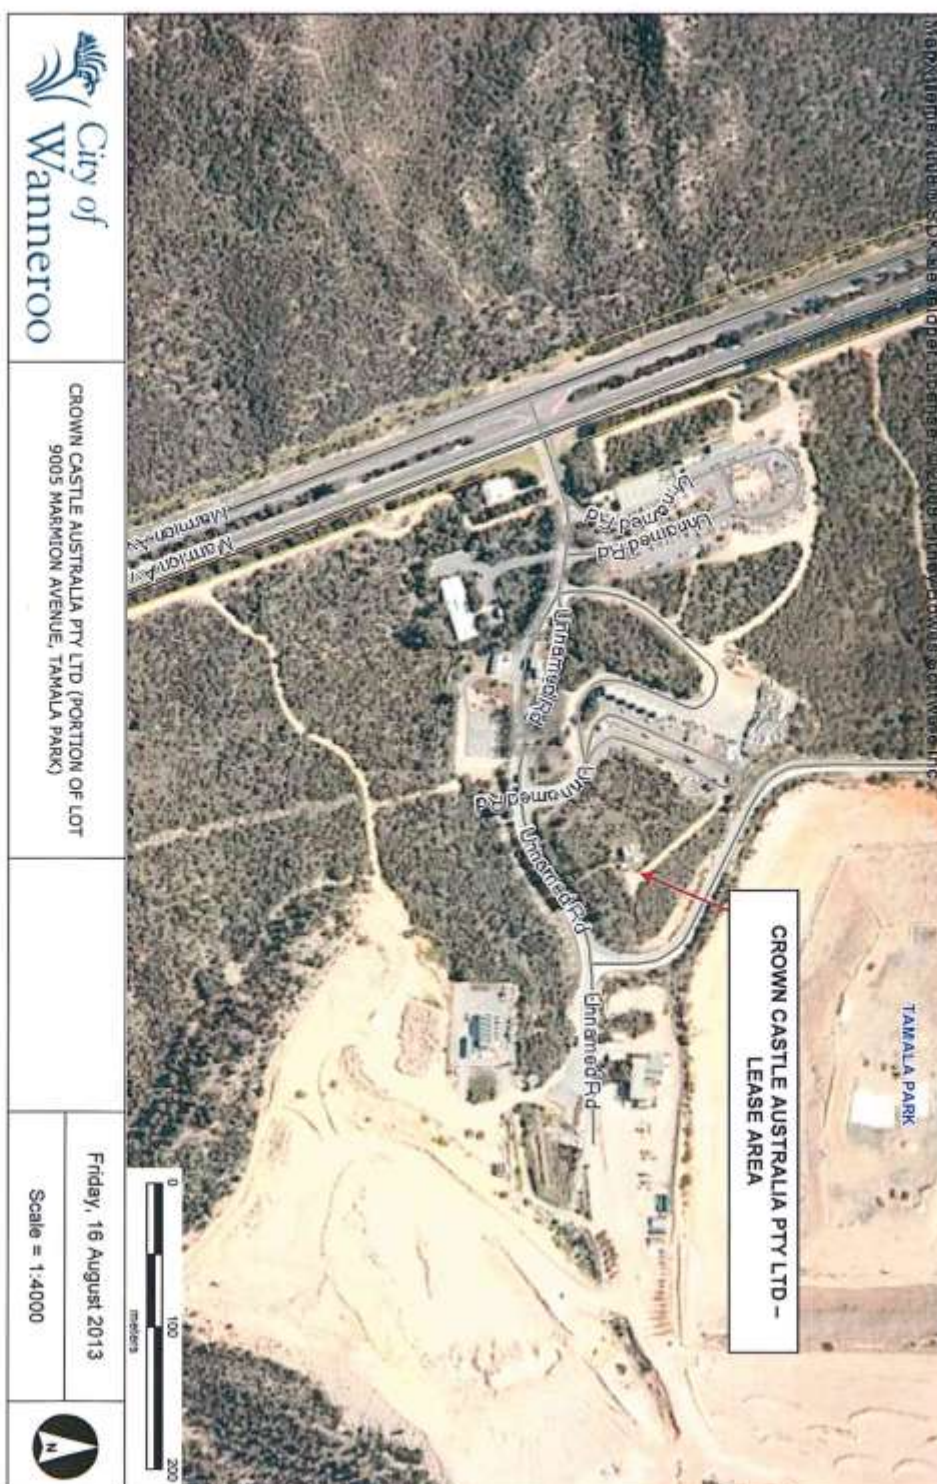 TAMALA PARK
CROWN CASTLE AUSTRALIA PTY LTD –
LEASE AREA
Unnamed Rd
Unnamed Rd
Unnamed Rd
Unnamed Rd
Unnamed Rd
Unnamed Rd
Marmion Av
Marmion Av
0
100
200
meters
City of
Wanneroo
CROWN CASTLE AUSTRALIA PTY LTD (PORTION OF LOT
9005 MARMION AVENUE, TAMALA PARK)
Friday, 16 August 2013
Scale = 1:4000
N